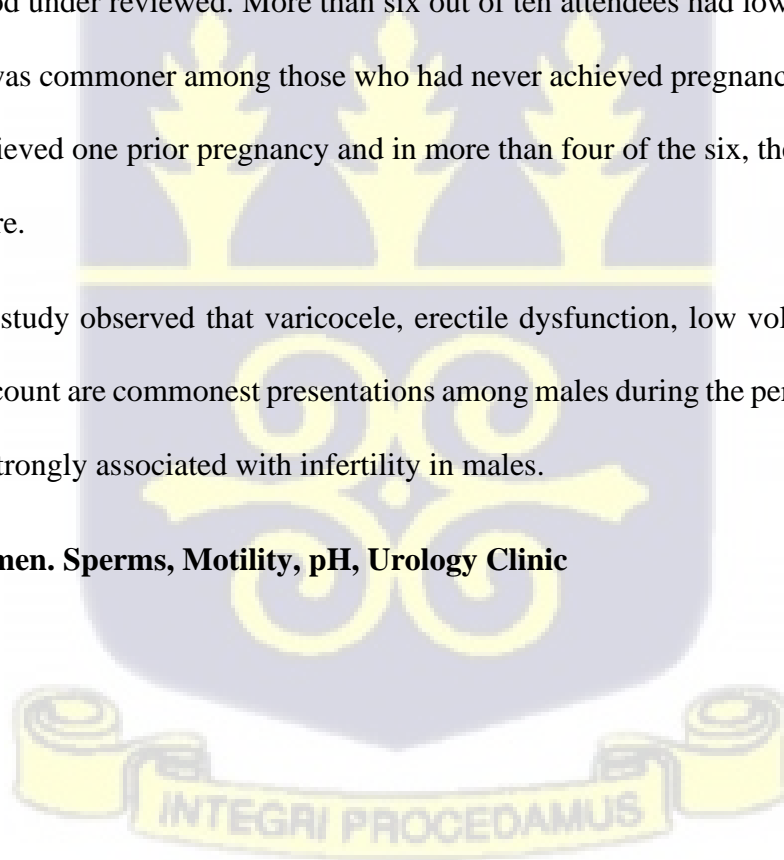 od under reviewed. More than six out of ten attendees had low
was commoner among those who had never achieved pregnanc
ieved one prior pregnancy and in more than four of the six, the
re.
study observed that varicocele, erectile dysfunction, low vol
count are commonest presentations among males during the per
trongly associated with infertility in males.
men. Sperms, Motility, pH, Urology Clinic
INTEGRI PROCEDAMUS